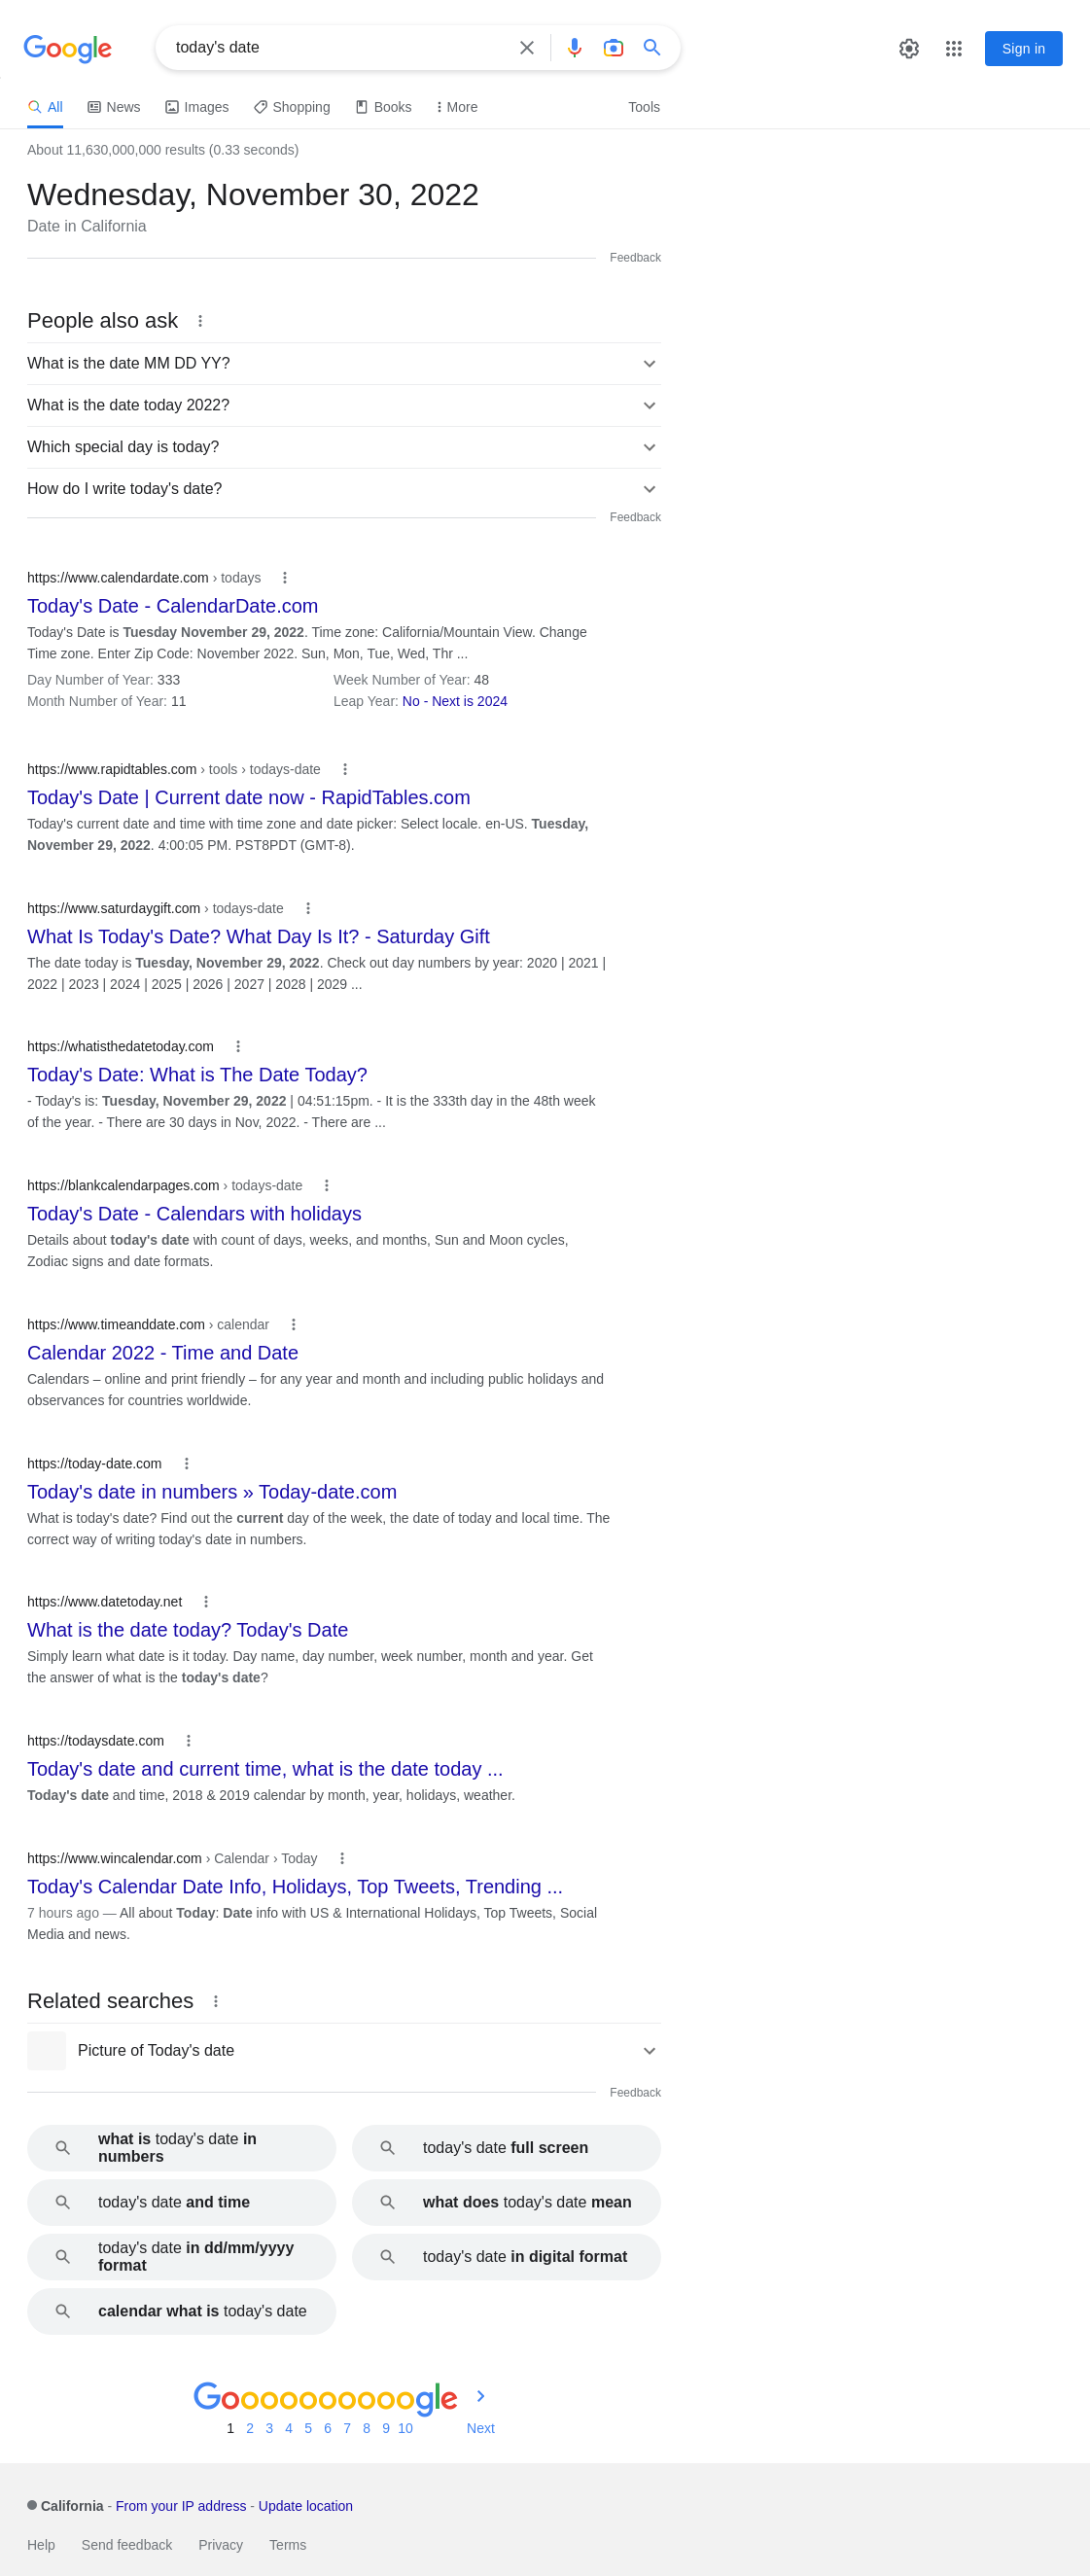 Google
today's date
Sign in
All News Images Shopping Books More Tools
About 11,630,000,000 results (0.33 seconds)
Wednesday, November 30, 2022
Date in California
Feedback
People also ask
What is the date MM DD YY?
What is the date today 2022?
Which special day is today?
How do I write today's date?
Feedback
https://www.calendardate.com › todays
Today's Date - CalendarDate.com
Today's Date is Tuesday November 29, 2022. Time zone: California/Mountain View. Change
Time zone. Enter Zip Code: November 2022. Sun, Mon, Tue, Wed, Thr ...
Day Number of Year: 333 Week Number of Year: 48
Month Number of Year: 11 Leap Year: No - Next is 2024
https://www.rapidtables.com › tools › todays-date
Today's Date | Current date now - RapidTables.com
Today's current date and time with time zone and date picker: Select locale. en-US. Tuesday,
November 29, 2022. 4:00:05 PM. PST8PDT (GMT-8).
https://www.saturdaygift.com › todays-date
What Is Today's Date? What Day Is It? - Saturday Gift
The date today is Tuesday, November 29, 2022. Check out day numbers by year: 2020 | 2021 |
2022 | 2023 | 2024 | 2025 | 2026 | 2027 | 2028 | 2029 ...
https://whatisthedatetoday.com
Today's Date: What is The Date Today?
- Today's is: Tuesday, November 29, 2022 | 04:51:15pm. - It is the 333th day in the 48th week
of the year. - There are 30 days in Nov, 2022. - There are ...
https://blankcalendarpages.com › todays-date
Today's Date - Calendars with holidays
Details about today's date with count of days, weeks, and months, Sun and Moon cycles,
Zodiac signs and date formats.
https://www.timeanddate.com › calendar
Calendar 2022 - Time and Date
Calendars – online and print friendly – for any year and month and including public holidays and
observances for countries worldwide.
https://today-date.com
Today's date in numbers » Today-date.com
What is today's date? Find out the current day of the week, the date of today and local time. The
correct way of writing today's date in numbers.
https://www.datetoday.net
What is the date today? Today's Date
Simply learn what date is it today. Day name, day number, week number, month and year. Get
the answer of what is the today's date?
https://todaysdate.com
Today's date and current time, what is the date today ...
Today's date and time, 2018 & 2019 calendar by month, year, holidays, weather.
https://www.wincalendar.com › Calendar › Today
Today's Calendar Date Info, Holidays, Top Tweets, Trending ...
7 hours ago — All about Today: Date info with US & International Holidays, Top Tweets, Social
Media and news.
Related searches
Picture of Today's date
Feedback
what is today's date in
numbers
today's date full screen
today's date and time
what does today's date mean
today's date in dd/mm/yyyy
format
today's date in digital format
calendar what is today's date
Goooooooooogle
1 2 3 4 5 6 7 8 9 10 Next
California - From your IP address - Update location
Help Send feedback Privacy Terms